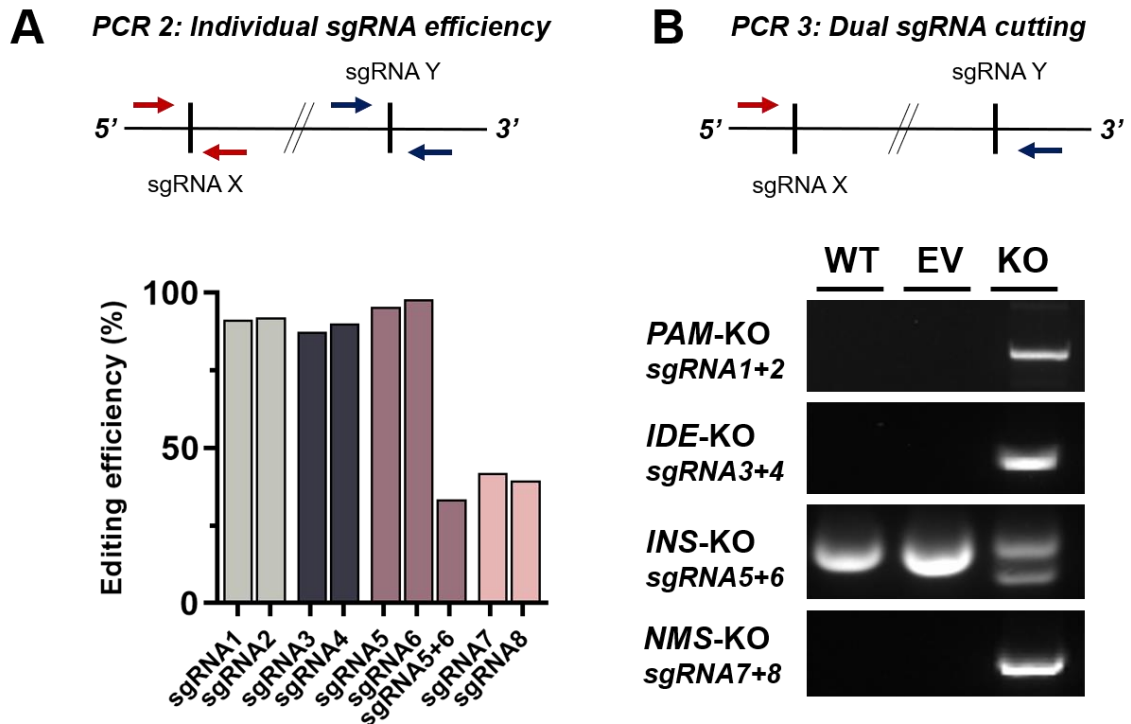 A
PCR 2: Individual sgRNA efficiency
sgRNA Y
5’
3’
sgRNA X
Editing efficiency (%)
100
50
0
sgRNA1
sgRNA2
sgRNA3
sgRNA4
sgRNA5
sgRNA6
sgRNA5+6
sgRNA7
sgRNA8
B
PCR 3: Dual sgRNA cutting
sgRNA Y
5’
3’
sgRNA X
WT EV KO
PAM-KO
sgRNA1+2
IDE-KO
sgRNA3+4
INS-KO
sgRNA5+6
NMS-KO
sgRNA7+8